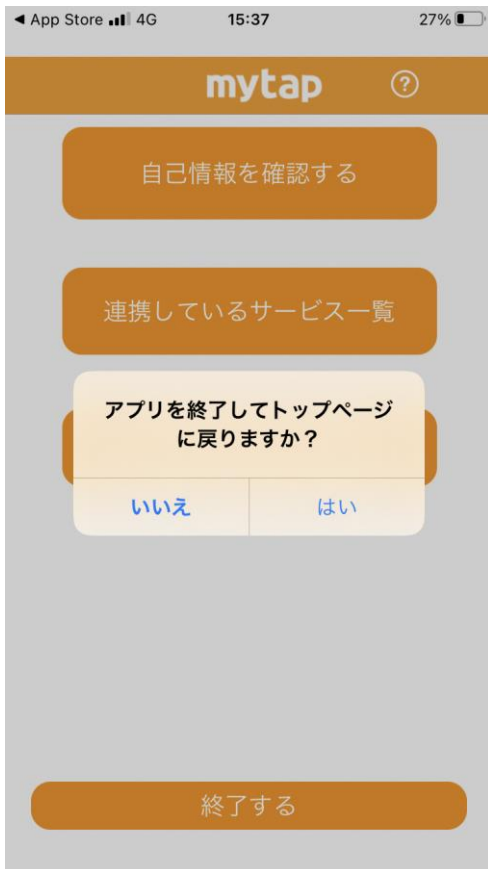 ◀ App Store 4G 15:37 27%
mytap ?
自己情報を確認する
連携しているサービス一覧
アプリを終了してトップページ
に戻りますか？
いいえ はい
終了する